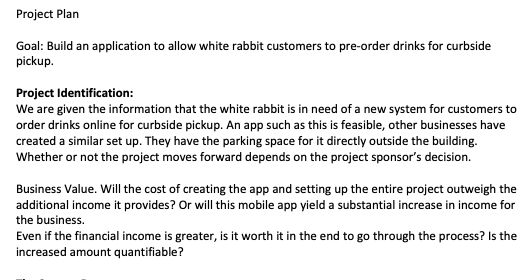 Project Plan
Goal: Build an application to allow white rabbit customers to pre-order drinks for curbside
pickup.
Project Identification:
We are given the information that the white rabbit is in need of a new system for customers to
order drinks online for curbside pickup. An app such as this is feasible, other businesses have
created a similar set up. They have the parking space for it directly outside the building.
Whether or not the project moves forward depends on the project sponsor's decision.
Business Value. Will the cost of creating the app and setting up the entire project outweigh the
additional income it provides? Or will this mobile app yield a substantial increase in income for
the business.
Even if the financial income is greater, is it worth it in the end to go through the process? Is the
increased amount quantifiable?